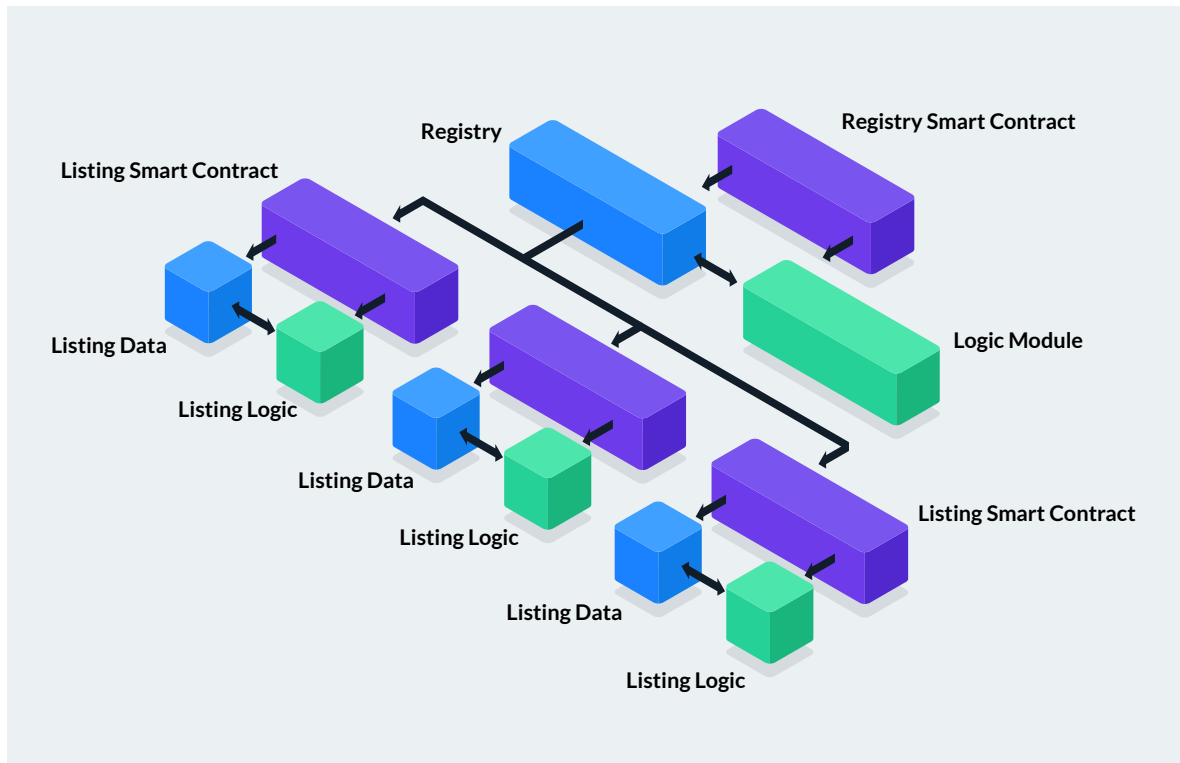 Registry Smart Contract
Registry
Listing Smart Contract
Logic Module
Listing Data
Listing Logic
Listing Data
Listing Smart Contract
Listing Logic
Listing Data
Listing Logic